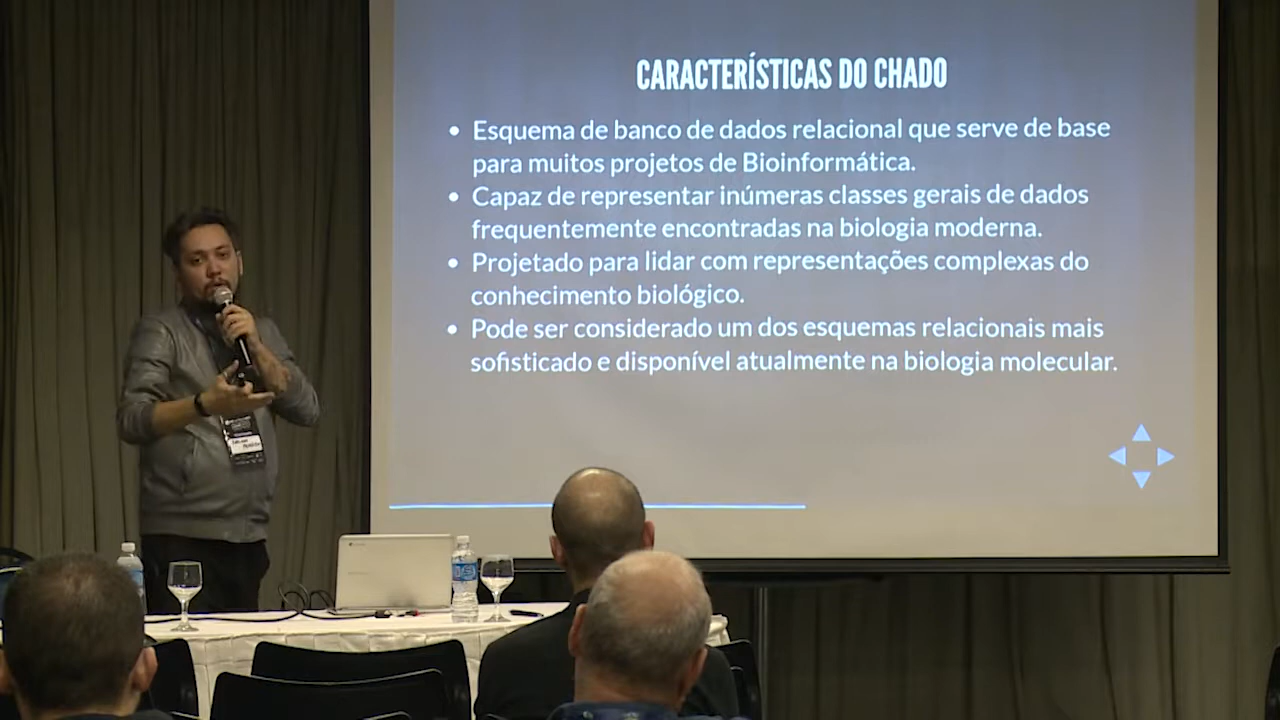 CARACTERÍSTICAS DO CHADO
• Esquema de banco de dados relacional que serve de base
para muitos projetos de Bioinformática.
• Capaz de representar inúmeras classes gerais de dados
frequentemente encontradas na biologia moderna.
• Projetado para lidar com representações complexas do
conhecimento biológico.
• Pode ser considerado um dos esquemas relacionais mais
sofisticado e disponível atualmente na biologia molecular.